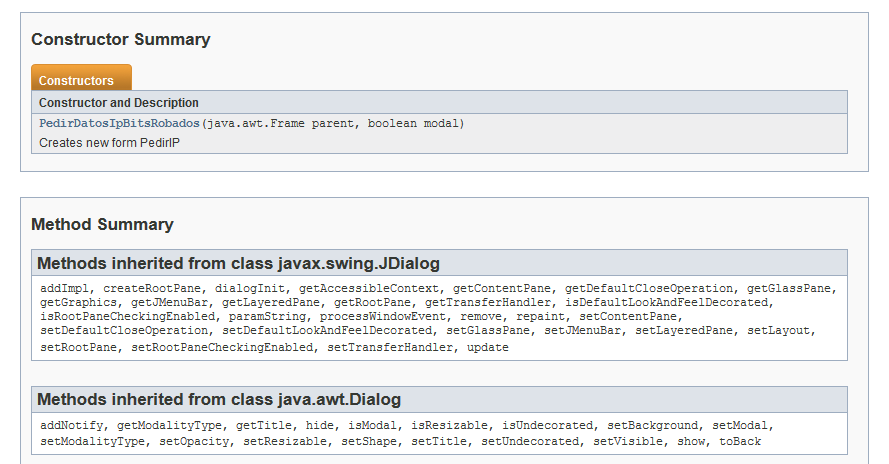 Constructor Summary
Constructors
Constructor and Description
PedirDatosIpBitsRobados(java.awt.Frame parent, boolean modal)
Creates new form PedirIP
Method Summary
Methods inherited from class javax.swing.JDialog
addImpl, createRootPane, dialogInit, getAccessibleContext, getContentPane, getDefaultCloseOperation, getGlassPane,
getGraphics, getJMenuBar, getLayeredPane, getRootPane, getTransferHandler, isDefaultLookAndFeelDecorated,
isRootPaneCheckingEnabled, paramString, processWindowEvent, remove, repaint, setContentPane,
setDefaultCloseOperation, setDefaultLookAndFeelDecorated, setGlassPane, setJMenuBar, setLayeredPane, setLayout,
setRootPane, setRootPaneCheckingEnabled, setTransferHandler, update
Methods inherited from class java.awt.Dialog
addNotify, getModalityType, getTitle, hide, isModal, isResizable, isUndecorated, setBackground, setModal,
setModalityType, setOpacity, setResizable, setShape, setTitle, setUndecorated, setVisible, show, toBack